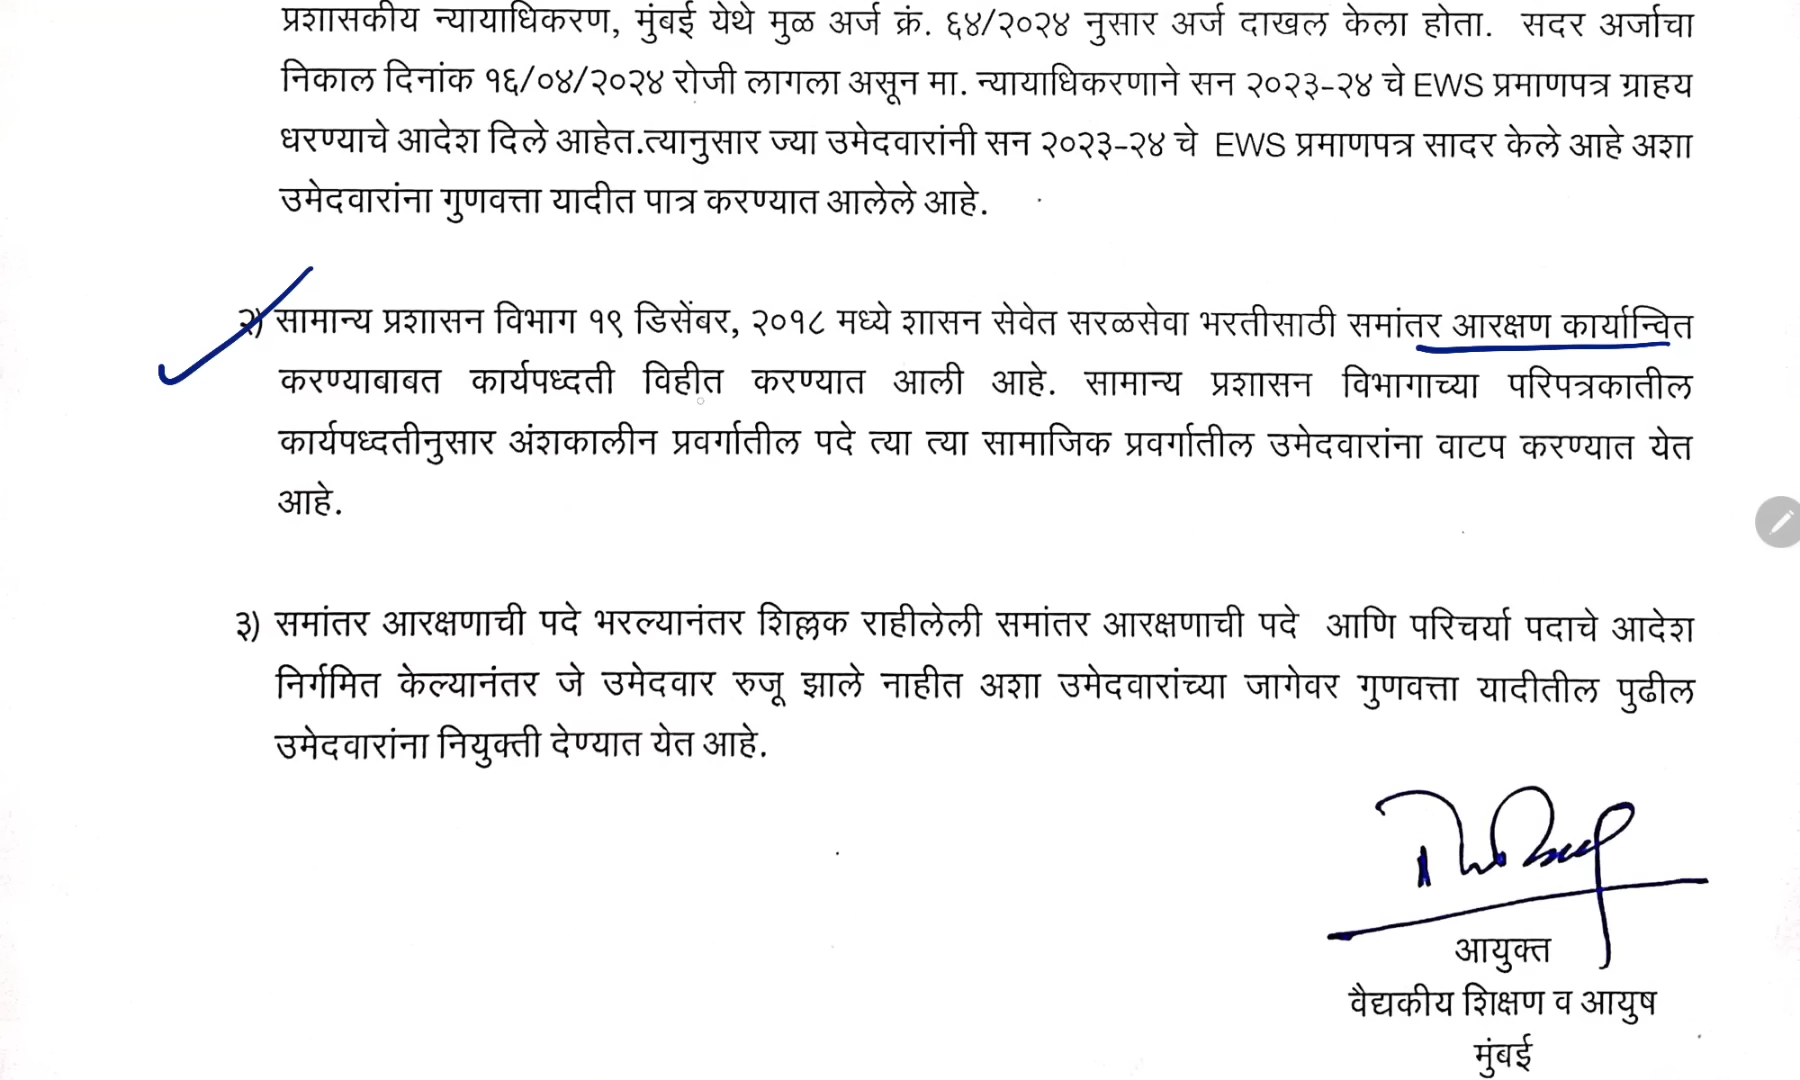 प्रशासकीय न्यायाधिकरण, मुंबई येथे मुळ अर्ज क्रं. ६४/२०२४ नुसार अर्ज दाखल केला होता. सदर अर्जाचा
निकाल दिनांक १६/०४/२०२४ रोजी लागला असून मा. न्यायाधिकरणाने सन २०२३-२४ चे EWS प्रमाणपत्र ग्राहय
धरण्याचे आदेश दिले आहेत.त्यानुसार ज्या उमेदवारांनी सन २०२३-२४ चे EWS प्रमाणपत्र सादर केले आहे अशा
उमेदवारांना गुणवत्ता यादीत पात्र करण्यात आलेले आहे.
२) सामान्य प्रशासन विभाग १९ डिसेंबर, २०१८ मध्ये शासन सेवेत सरळसेवा भरतीसाठी समांतर आरक्षण कार्यान्वित
करण्याबाबत कार्यपध्दती विहीत करण्यात आली आहे. सामान्य प्रशासन विभागाच्या परिपत्रकातील
कार्यपध्दतीनुसार अंशकालीन प्रवर्गातील पदे त्या त्या सामाजिक प्रवर्गातील उमेदवारांना वाटप करण्यात येत
आहे.
३) समांतर आरक्षणाची पदे भरल्यानंतर शिल्लक राहीलेली समांतर आरक्षणाची पदे आणि परिचर्या पदाचे आदेश
निर्गमित केल्यानंतर जे उमेदवार रुजू झाले नाहीत अशा उमेदवारांच्या जागेवर गुणवत्ता यादीतील पुढील
उमेदवारांना नियुक्ती देण्यात येत आहे.
आयुक्त
वैद्यकीय शिक्षण व आयुष
मुंबई